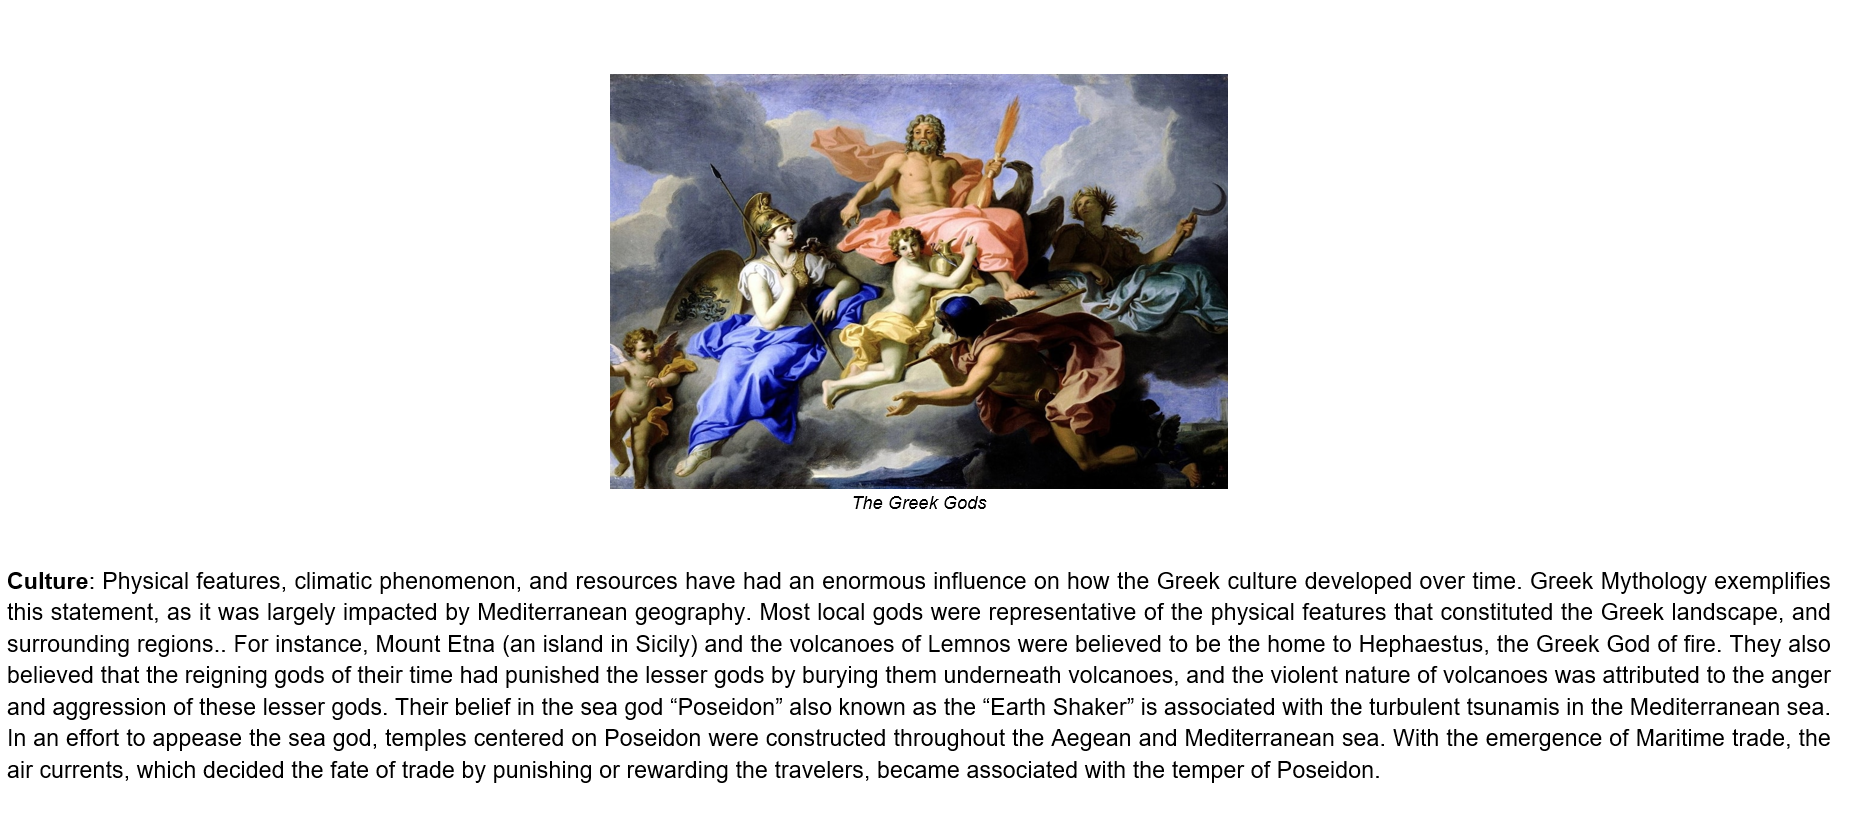 The Greek Gods
Culture: Physical features, climatic phenomenon, and resources have had an enormous influence on how the Greek culture developed over time. Greek Mythology exemplifies
this statement, as it was largely impacted by Mediterranean geography. Most local gods were representative of the physical features that constituted the Greek landscape, and
surrounding regions.. For instance, Mount Etna (an island in Sicily) and the volcanoes of Lemnos were believed to be the home to Hephaestus, the Greek God of fire. They also
believed that the reigning gods of their time had punished the lesser gods by burying them underneath volcanoes, and the violent nature of volcanoes was attributed to the anger
and aggression of these lesser gods. Their belief in the sea god “Poseidon” also known as the “Earth Shaker” is associated with the turbulent tsunamis in the Mediterranean sea.
In an effort to appease the sea god, temples centered on Poseidon were constructed throughout the Aegean and Mediterranean sea. With the emergence of Maritime trade, the
air currents, which decided the fate of trade by punishing or rewarding the travelers, became associated with the temper of Poseidon.